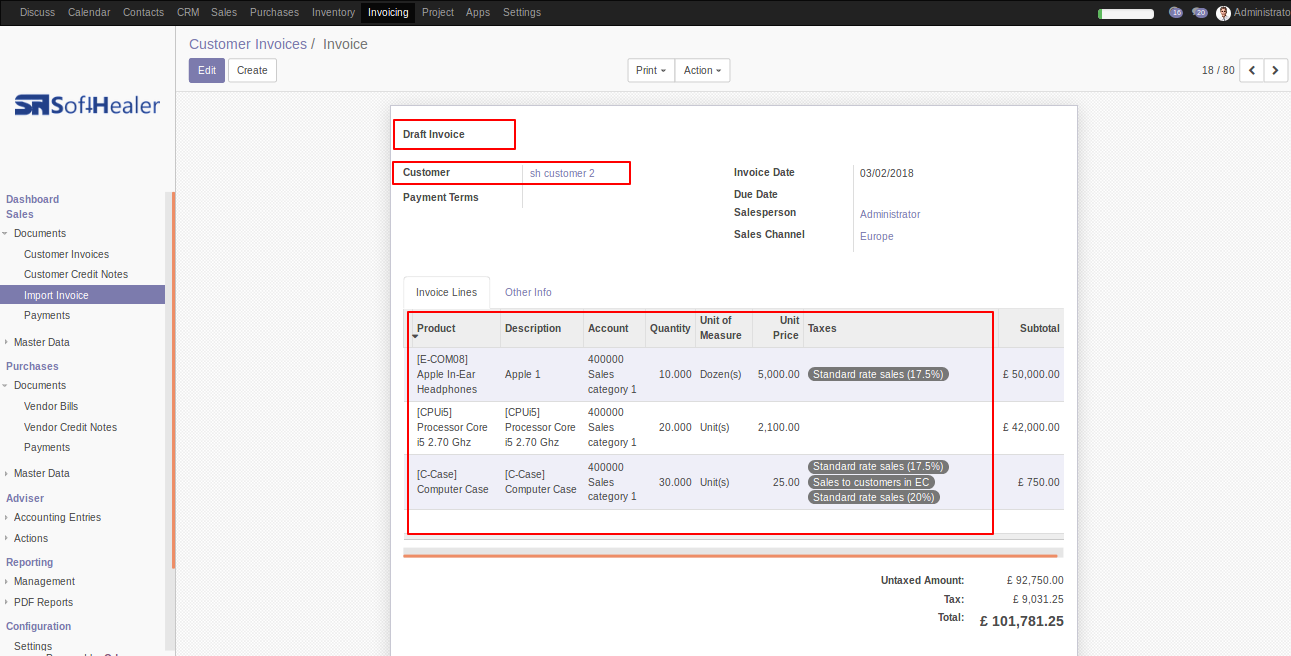 Discuss Calendar Contacts CRM Sales Purchases Inventory Invoicing Project Apps Settings 16 20 Administrato
Customer Invoices / Invoice
Edit Create Print Action 18 / 80
SoftHealer
Dashboard
Sales
Documents
Customer Invoices
Customer Credit Notes
Import Invoice
Payments
Master Data
Purchases
Documents
Vendor Bills
Vendor Credit Notes
Payments
Master Data
Adviser
Accounting Entries
Actions
Reporting
Management
PDF Reports
Configuration
Settings
Draft Invoice
Customer sh customer 2
Payment Terms
Invoice Date 03/02/2018
Due Date
Salesperson Administrator
Sales Channel Europe
Invoice Lines Other Info
Product Description Account Quantity Unit of Measure Unit Price Taxes Subtotal
[E-COM08] Apple In-Ear Headphones Apple 1 400000 Sales category 1 10.000 Dozen(s) 5,000.00 Standard rate sales (17.5%) £ 50,000.00
[CPUi5] Processor Core i5 2.70 Ghz [CPUi5] Processor Core i5 2.70 Ghz 400000 Sales category 1 20.000 Unit(s) 2,100.00 £ 42,000.00
[C-Case] Computer Case [C-Case] Computer Case 400000 Sales category 1 30.000 Unit(s) 25.00 Standard rate sales (17.5%) Sales to customers in EC Standard rate sales (20%) £ 750.00
Untaxed Amount: £ 92,750.00
Tax: £ 9,031.25
Total: £ 101,781.25